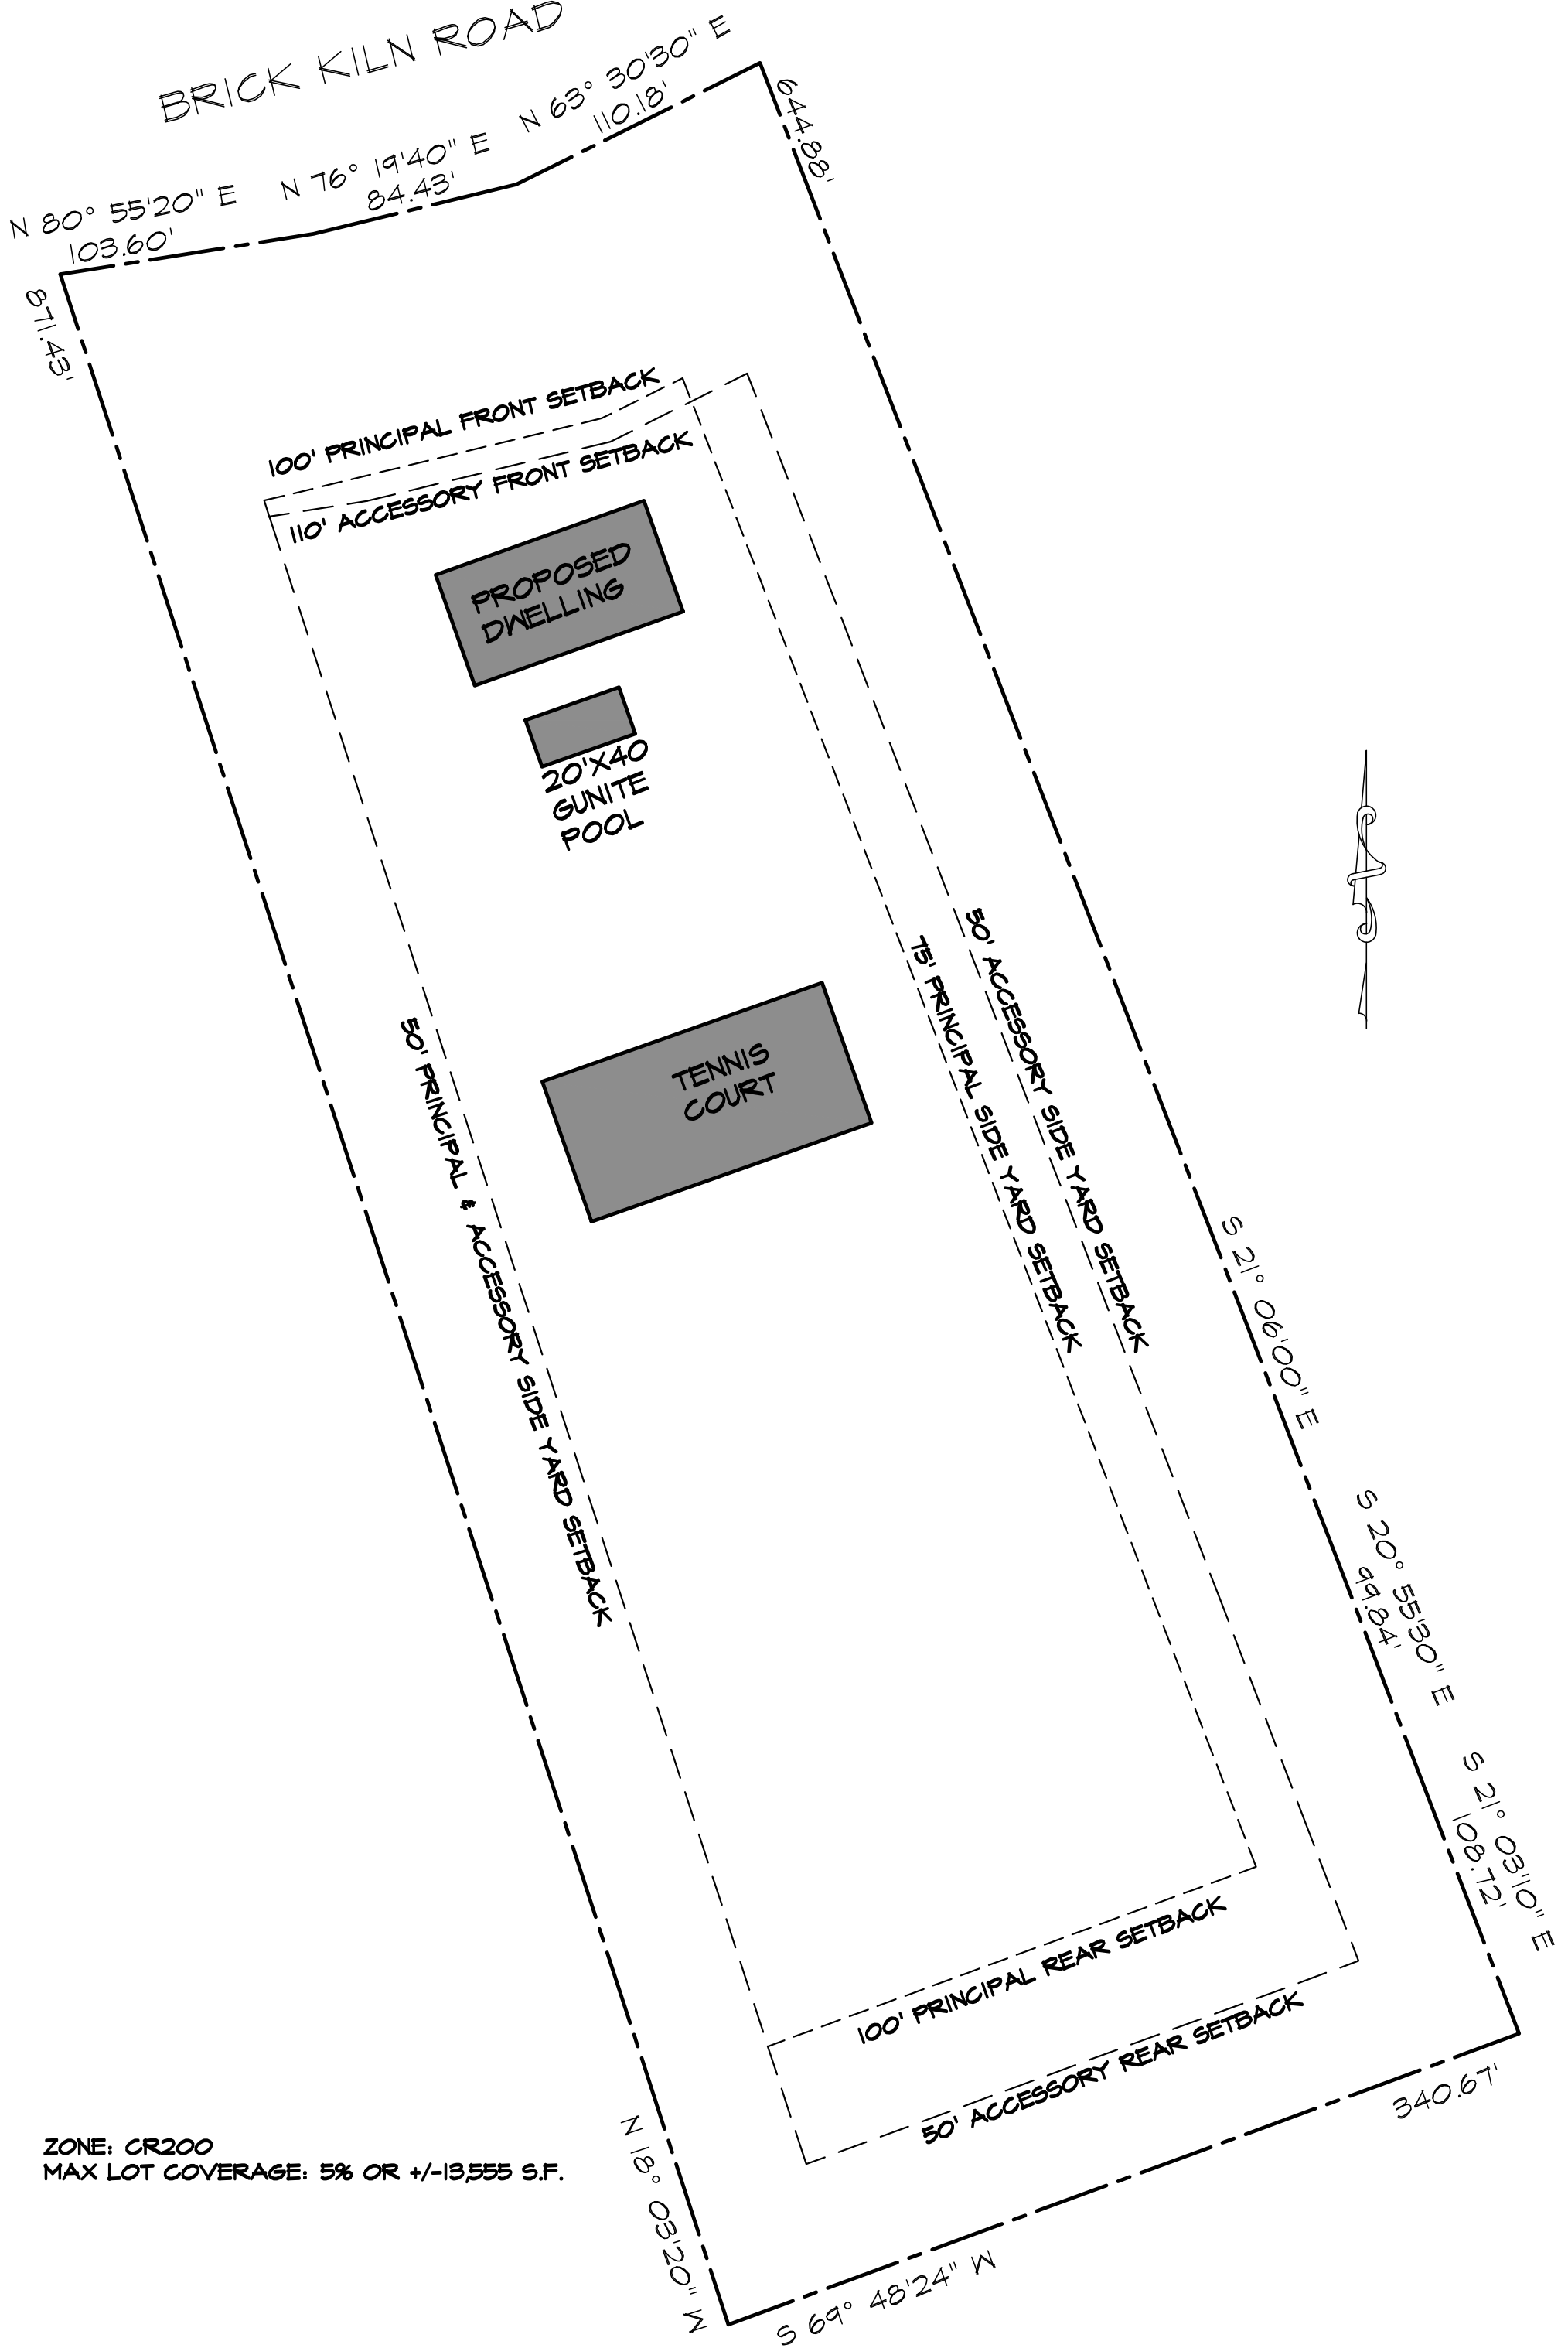 BRICK KILN ROAD
N 80° 55'20" E
103.60'
N 76° 19'40" E
84.43'
N 63° 30'30" E
110.18'
644.88'
871.43'
100' PRINCIPAL FRONT SETBACK
110' ACCESSORY FRONT SETBACK
PROPOSED
DWELLING
20'X40
GUNITE
POOL
TENNIS
COURT
50' PRINCIPAL & ACCESSORY SIDE YARD SETBACK
75' PRINCIPAL SIDE YARD SETBACK
50' ACCESSORY SIDE YARD SETBACK
S 21° 06'00" E
S 20° 55'30" E
99.84'
S 21° 03'10" E
108.72'
100' PRINCIPAL REAR SETBACK
50' ACCESSORY REAR SETBACK
340.67'
S 69° 48'24" W
N 18° 03'20" W
ZONE: CR200
MAX LOT COVERAGE: 5% OR +/-13,555 S.F.